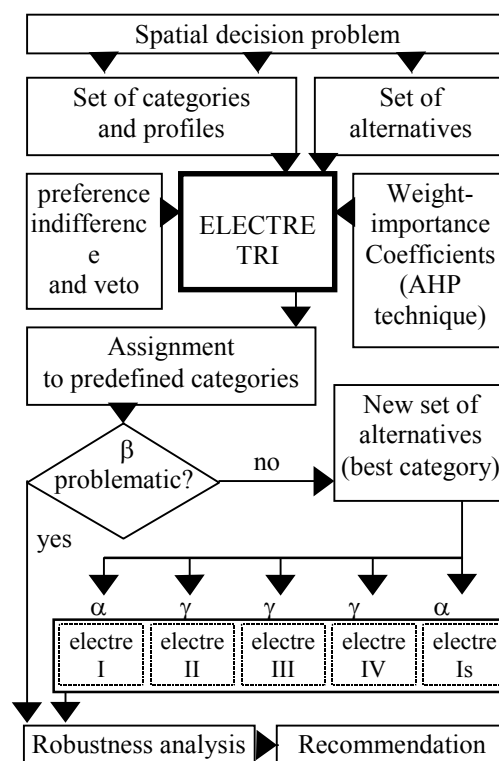 Spatial decision problem
Set of categories
and profiles
Set of
alternatives
preference
indifferenc
e
and veto
ELECTRE
TRI
Weight-
importance
Coefficients
(AHP
technique)
Assignment
to predefined categories
β
problematic?
no
yes
New set of
alternatives
(best category)
α γ γ γ α
electre
I
electre
II
electre
III
electre
IV
electre
Is
Robustness analysis
Recommendation